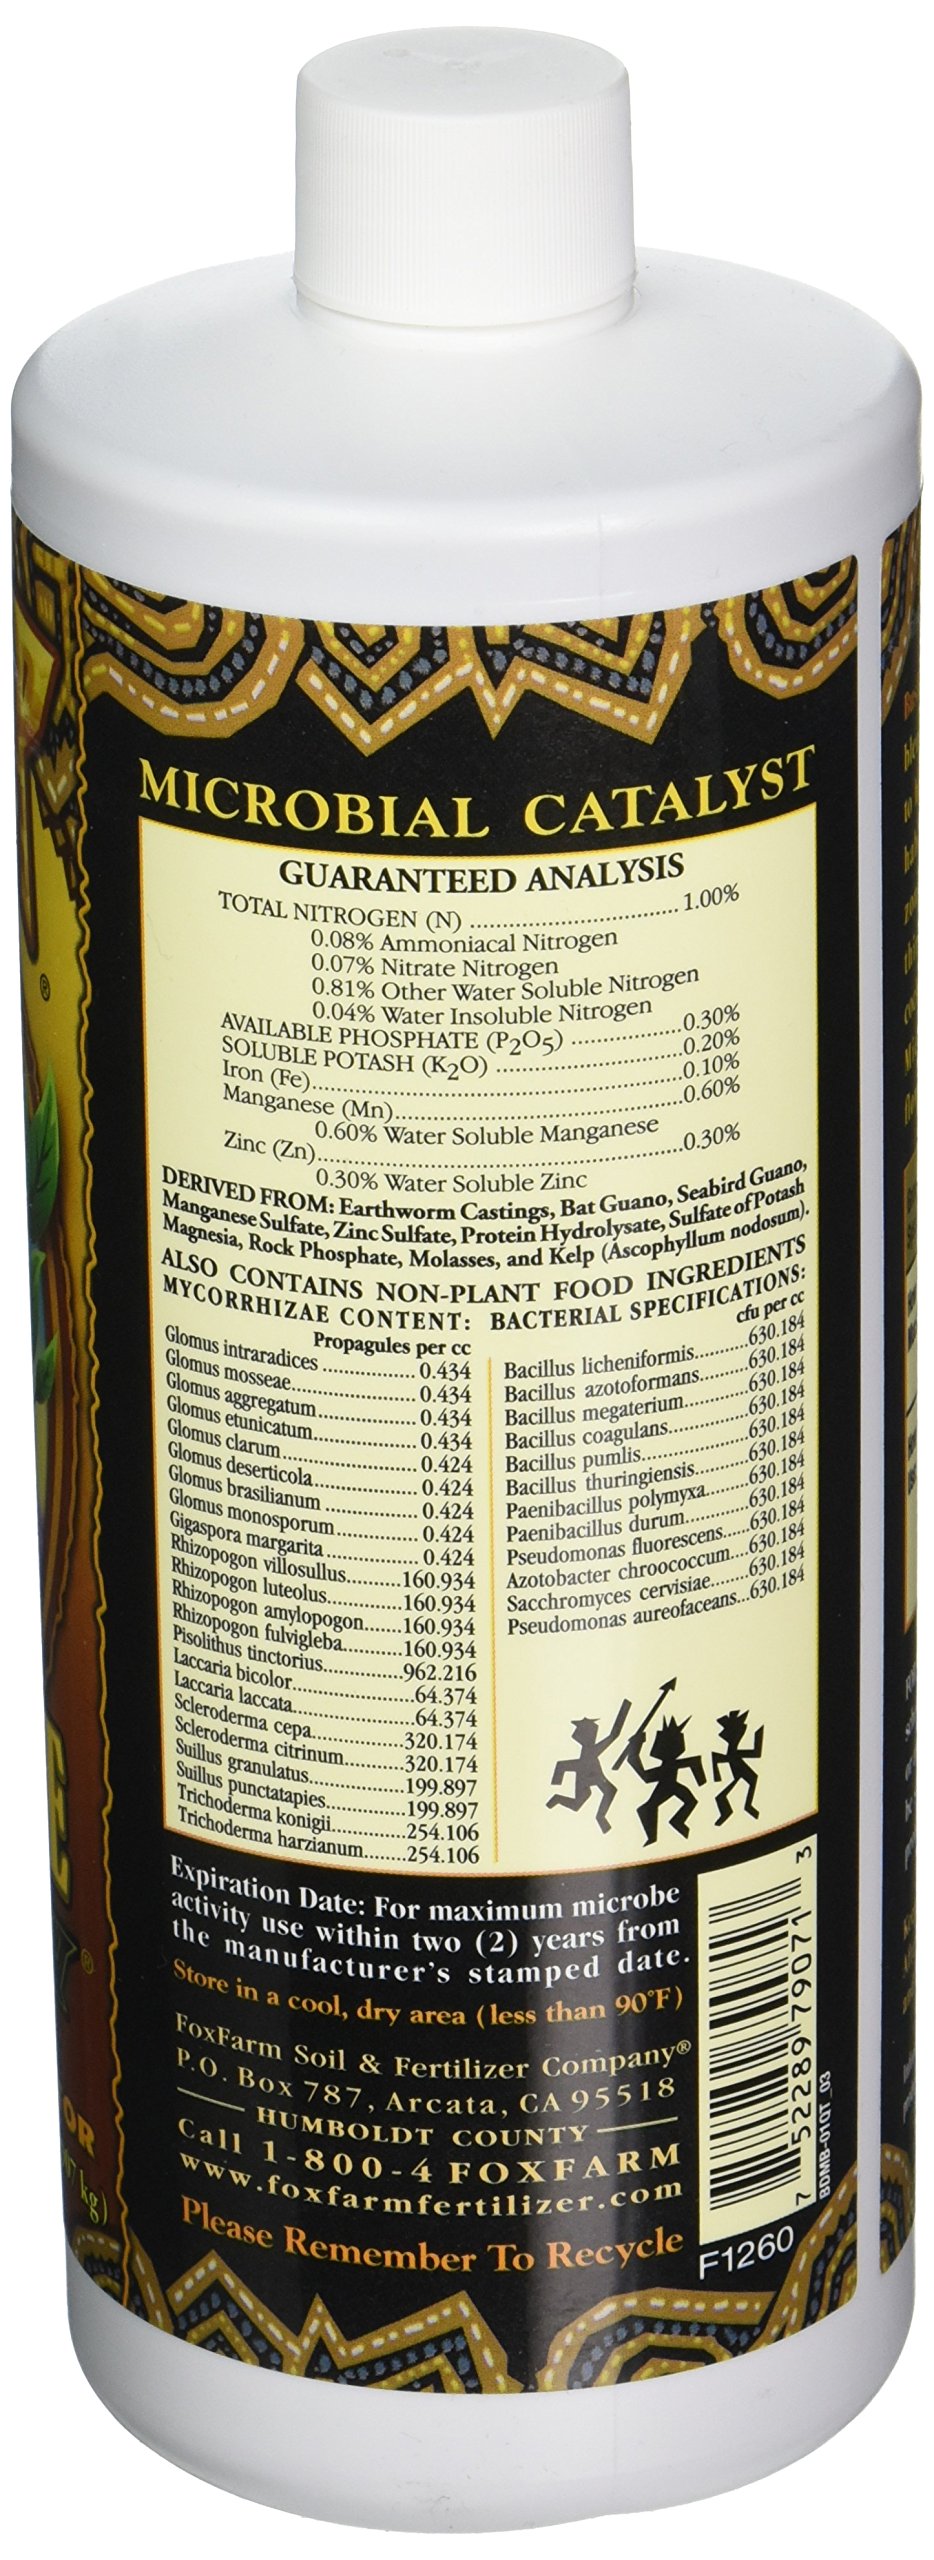 MICROBIAL CATALYST
GUARANTEED ANALYSIS
TOTAL NITROGEN (N) .............................. 1.00%
0.08% Ammoniacal Nitrogen
0.07% Nitrate Nitrogen
0.81% Other Water Soluble Nitrogen
0.04% Water Insoluble Nitrogen
AVAILABLE PHOSPHATE (P2O5) ................0.30%
SOLUBLE POTASH (K2O) ...........................0.20%
Iron (Fe).....................................................0.10%
Manganese (Mn).........................................0.60%
0.60% Water Soluble Manganese
Zinc (Zn)....................................................0.30%
0.30% Water Soluble Zinc
DERIVED FROM: Earthworm Castings, Bat Guano, Seabird Guano,
Manganese Sulfate, Zinc Sulfate, Protein Hydrolysate, Sulfate of Potash
Magnesia, Rock Phosphate, Molasses, and Kelp (Ascophyllum nodosum).
ALSO CONTAINS NON-PLANT FOOD INGREDIENTS
MYCORRHIZAE CONTENT:
Propagules per cc
Glomus intraradices ................0.434
Glomus mosseae.....................0.434
Glomus aggregatum................0.434
Glomus etunicatum.................0.434
Glomus clarum.......................0.424
Glomus deserticola..................0.424
Glomus brasilianum ...............0.424
Glomus monosporum..............0.424
Gigaspora margarita................0.424
Rhizopogon villosullus..........160.934
Rhizopogon luteolus.............160.934
Rhizopogon amylopogon.......160.934
Rhizopogon fulvigleba...........160.934
Pisolithus tinctorius..............962.216
Laccaria bicolor.....................64.374
Laccaria laccata.....................64.374
Scleroderma cepa................320.174
Scleroderma citrinum...........320.174
Suillus granulatus.................199.897
Suillus punctatapies..............199.897
Trichoderma konigii.............254.106
Trichoderma harzianum........254.106
BACTERIAL SPECIFICATIONS:
cfu per cc
Bacillus licheniformis..........630.184
Bacillus azotoformans.........630.184
Bacillus megaterium...........630.184
Bacillus coagulans..............630.184
Bacillus pumlis...................630.184
Bacillus thuringiensis..........630.184
Paenibacillus polymyxa........630.184
Paenibacillus durum............630.184
Pseudomonas fluorescens.....630.184
Azotobacter chroococcum....630.184
Sacchromyces cervisiae.......630.184
Pseudomonas aureofaceans...630.184
Expiration Date: For maximum microbe
activity use within two (2) years from
the manufacturer's stamped date.
Store in a cool, dry area (less than 90°F)
FoxFarm Soil & Fertilizer Company®
P.O. Box 787, Arcata, CA 95518
HUMBOLDT COUNTY
Call 1-800-4 FOXFARM
www.foxfarmfertilizer.com
Please Remember To Recycle
7 52289 79071 3
BDMB-01QT_03
F1260
®
®
OR
kg)